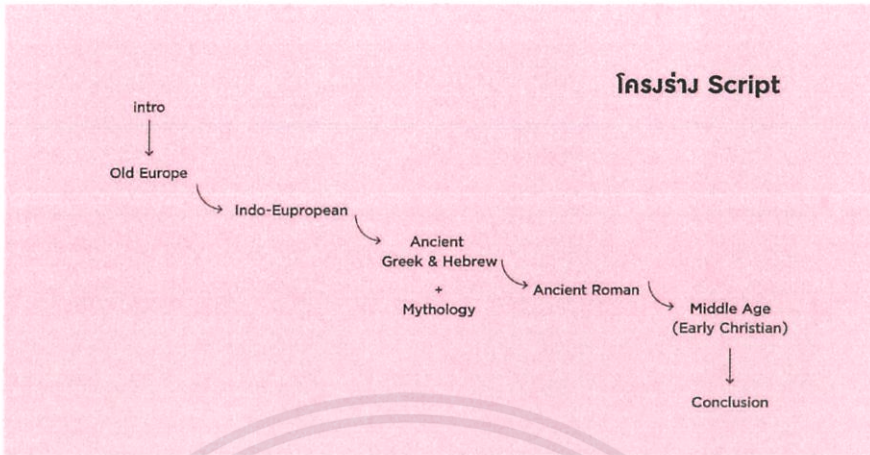 โครงร่าง Script
intro
Old Europe
Indo-Eupropean
Ancient
Greek & Hebrew
+
Mythology
Ancient Roman
Middle Age
(Early Christian)
Conclusion